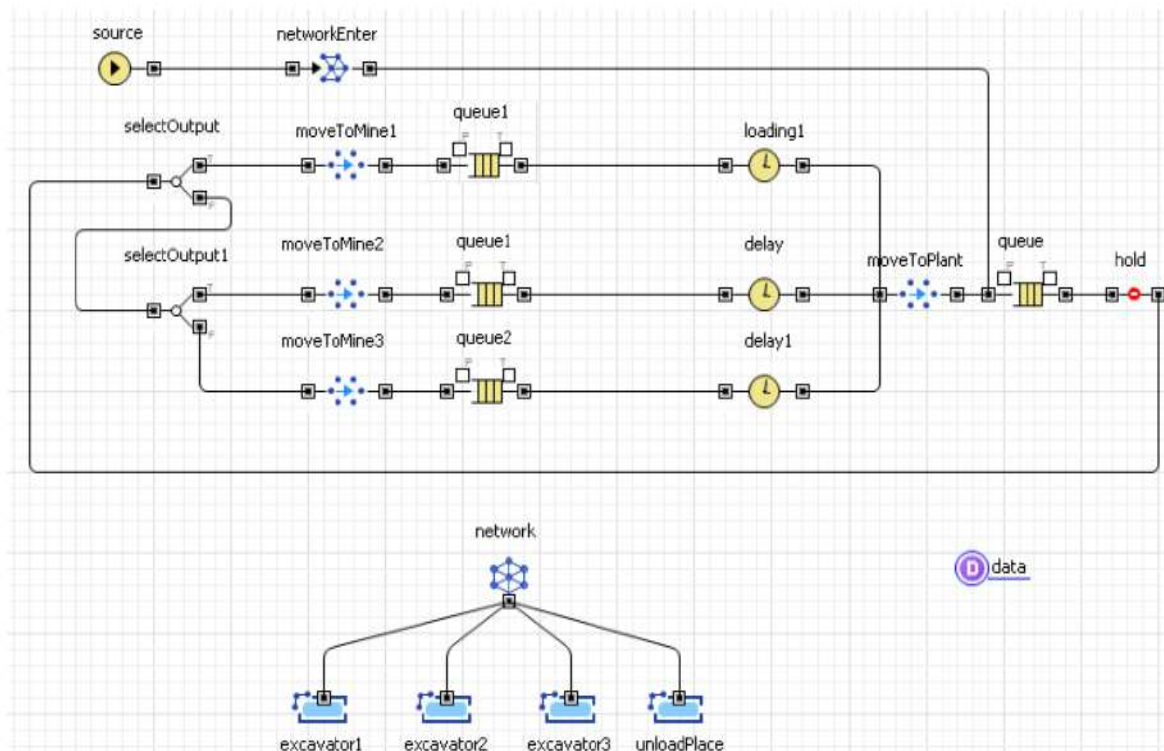 source
networkEnter
selectOutput
moveToMine1
queue1
loading1
T
F
P
T
selectOutput1
moveToMine2
queue1
delay
moveToPlant
queue
hold
T
F
P
T
P
T
moveToMine3
queue2
delay1
P
T
network
D data
excavator1
excavator2
excavator3
unloadPlace